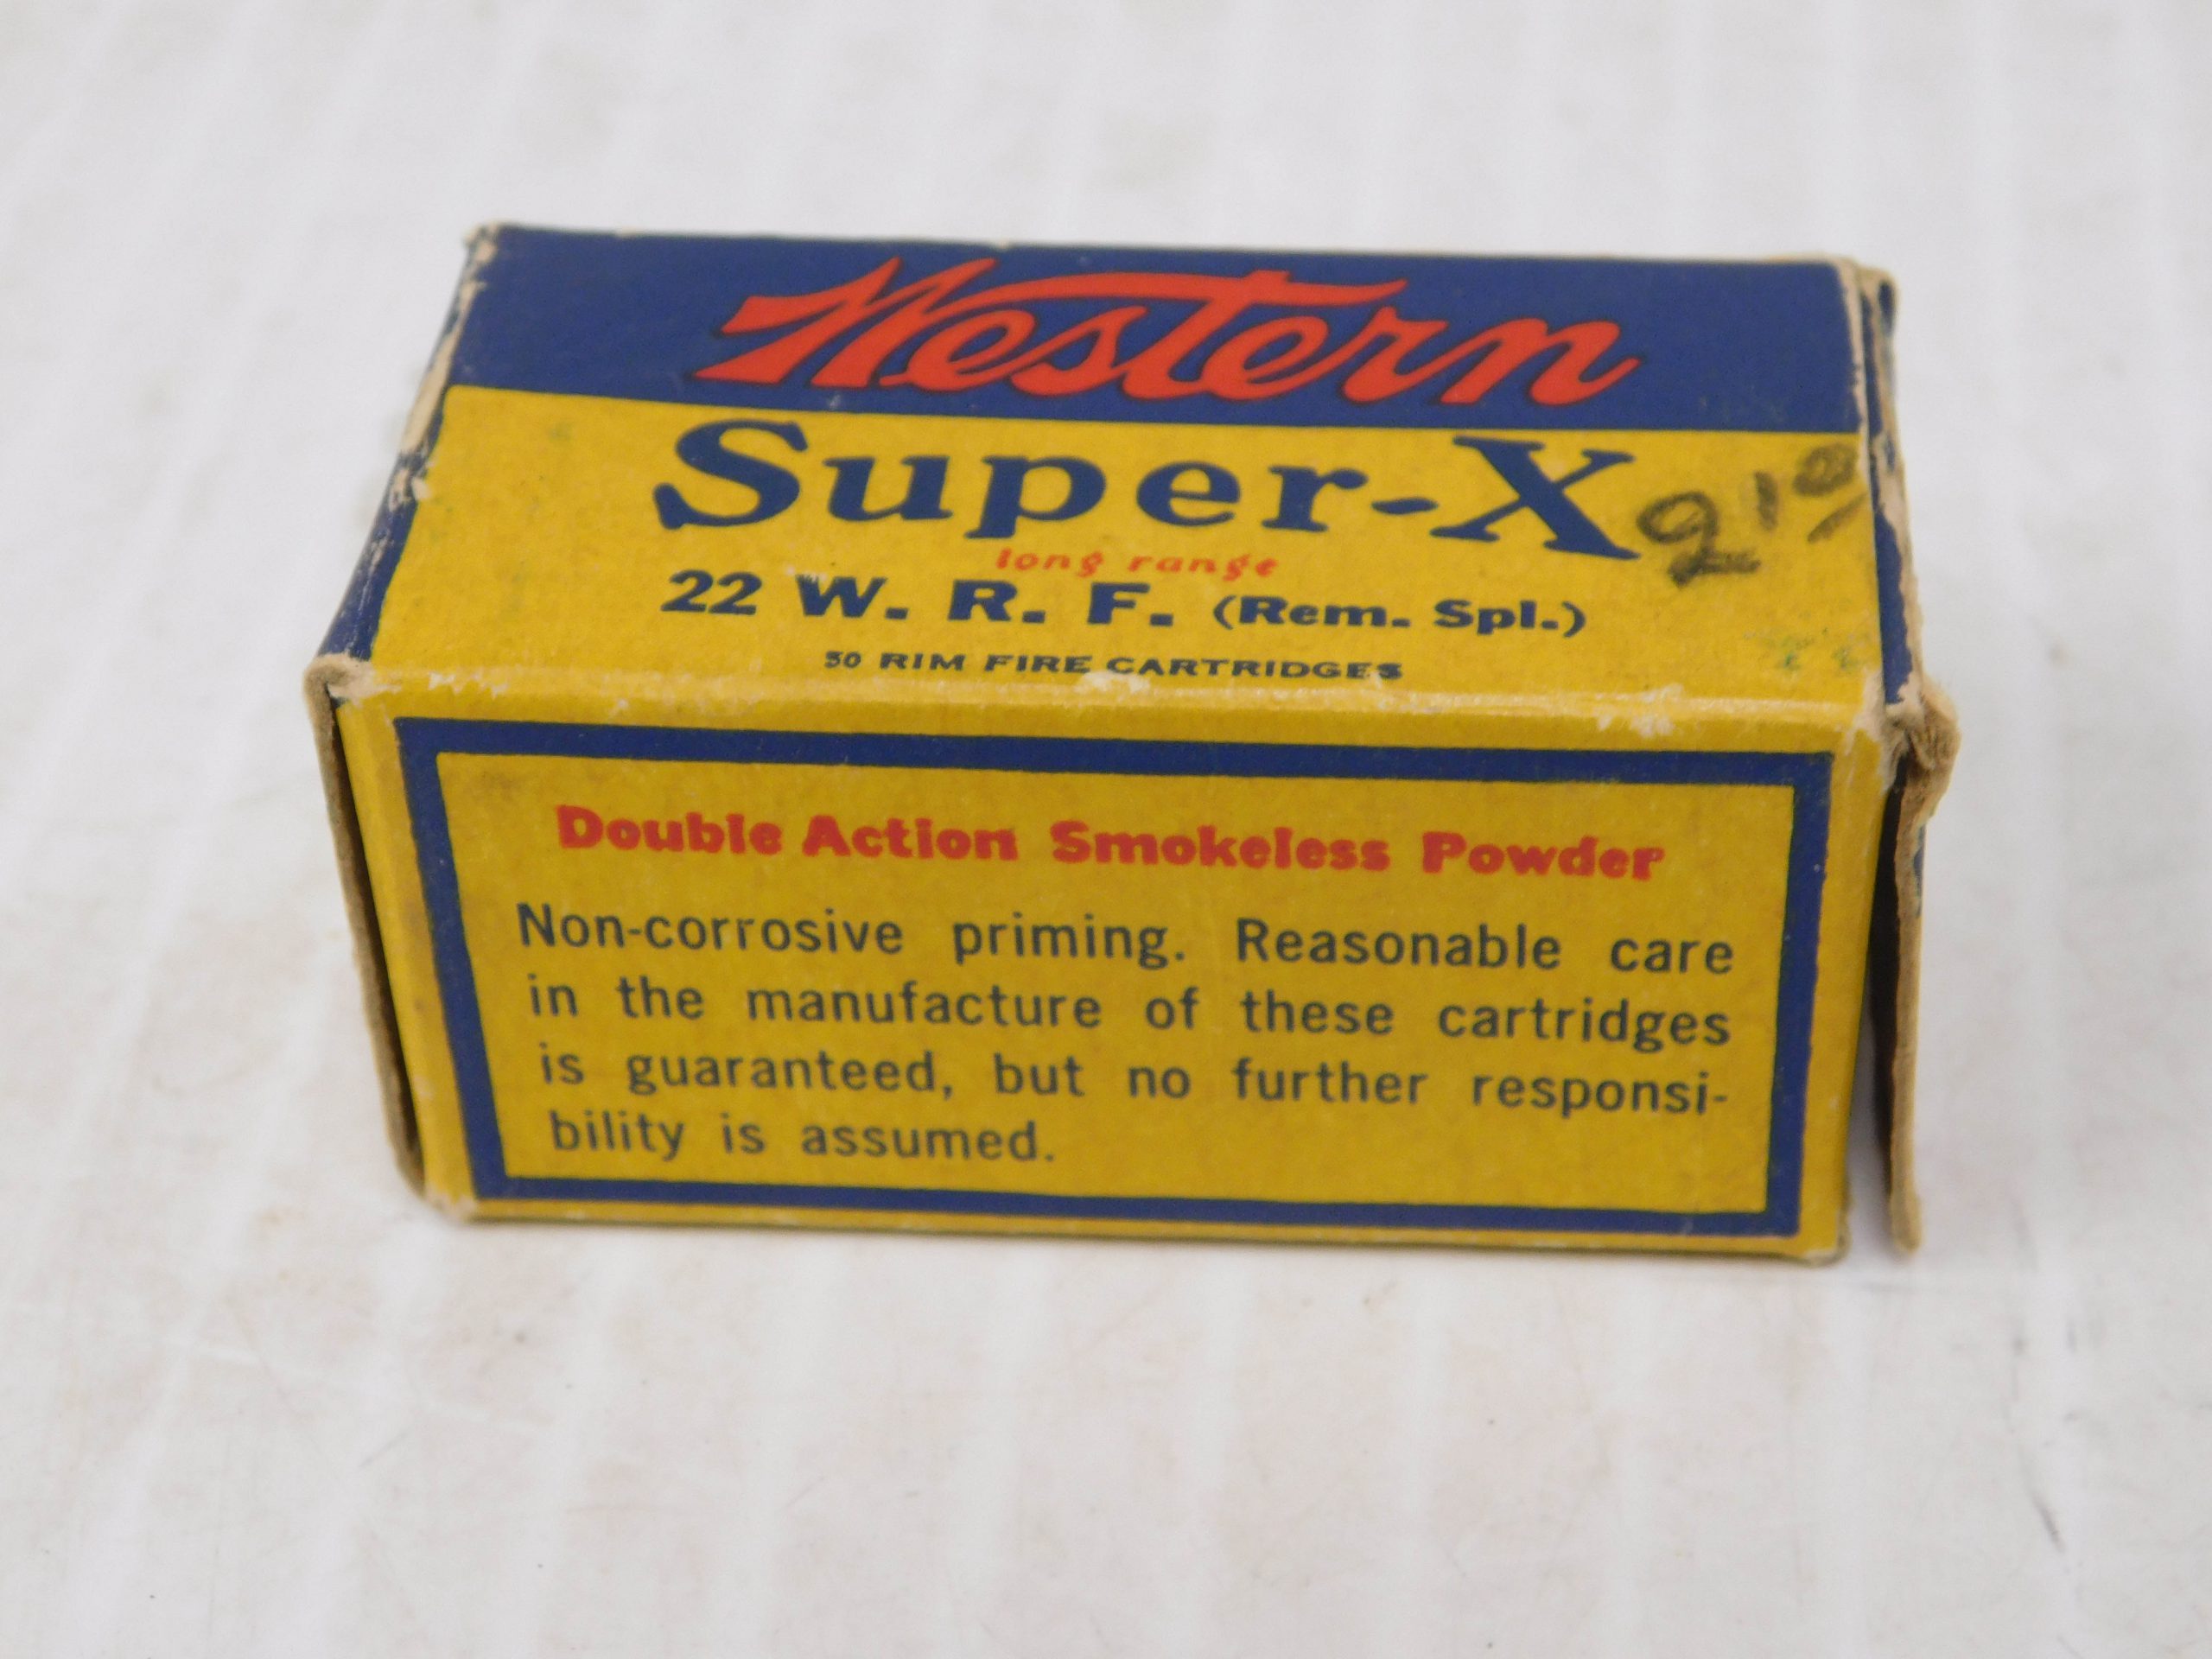 Western
Super-X
long range
22 W. R. F. (Rem. Spl.)
50 RIM FIRE CARTRIDGES
Double Action Smokeless Powder
Non-corrosive priming. Reasonable care
in the manufacture of these cartridges
is guaranteed, but no further responsi-
bility is assumed.